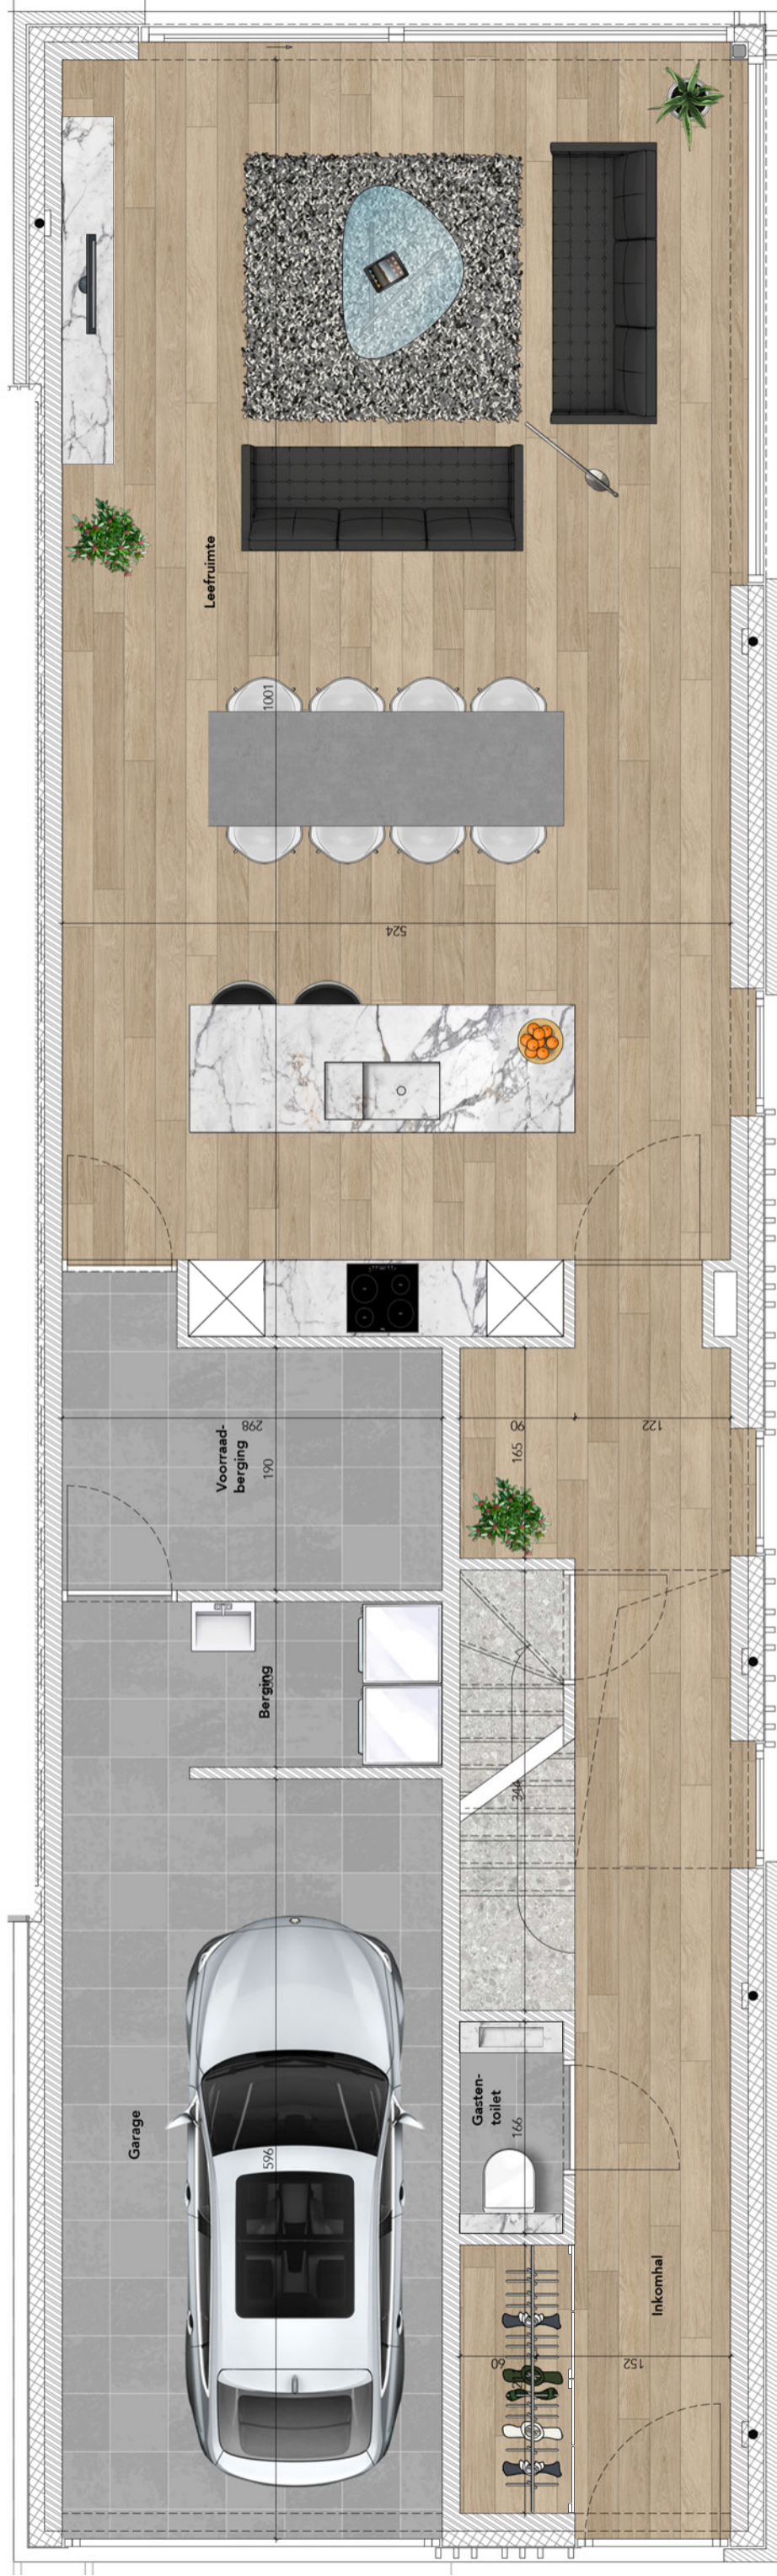 Leefruimte
1001
524
Voorraad-
berging
298
190
90
165
122
Berging
344
Gasten-
toilet
166
Garage
596
Inkomhal
60
152